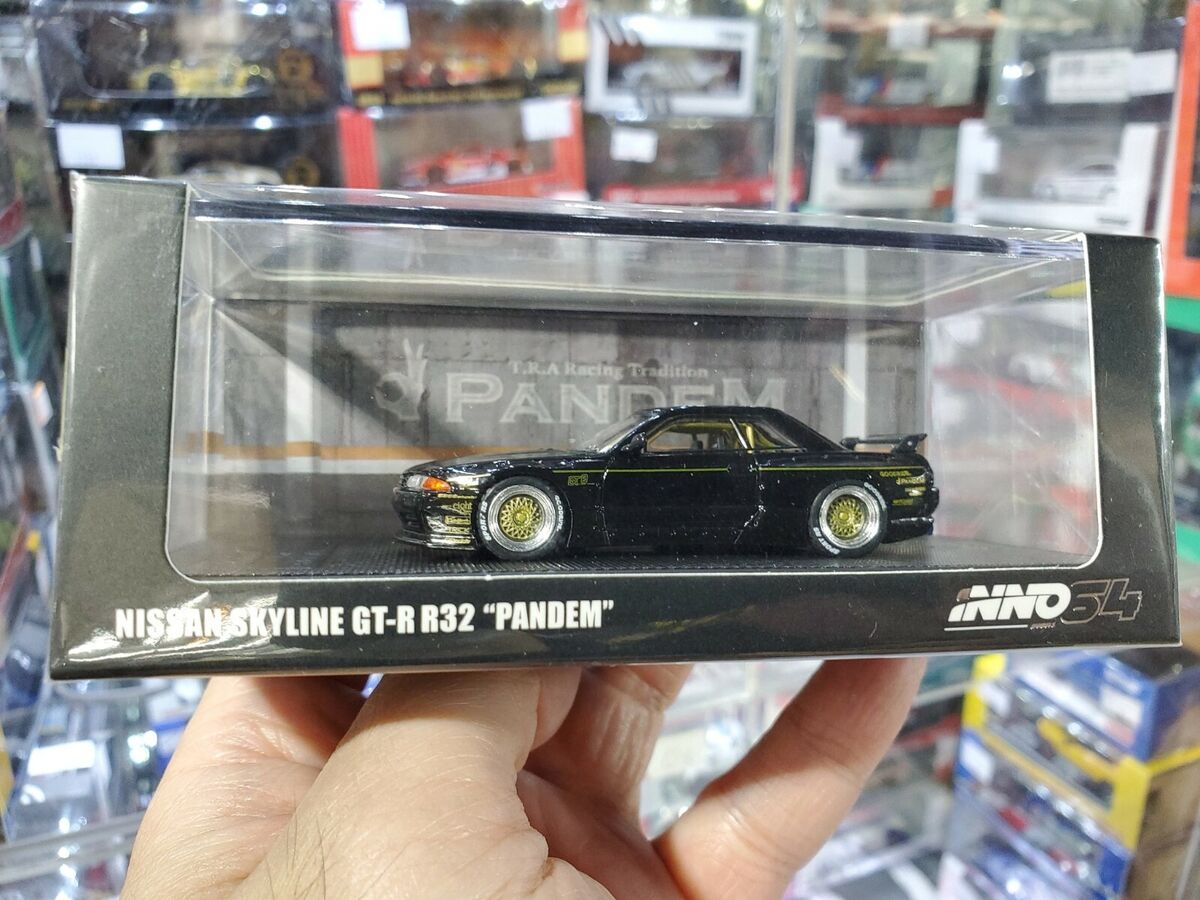 T.R.A Racing Tradition
PANDEM
NISSAN SKYLINE GT-R R32 "PANDEM"
INNO64